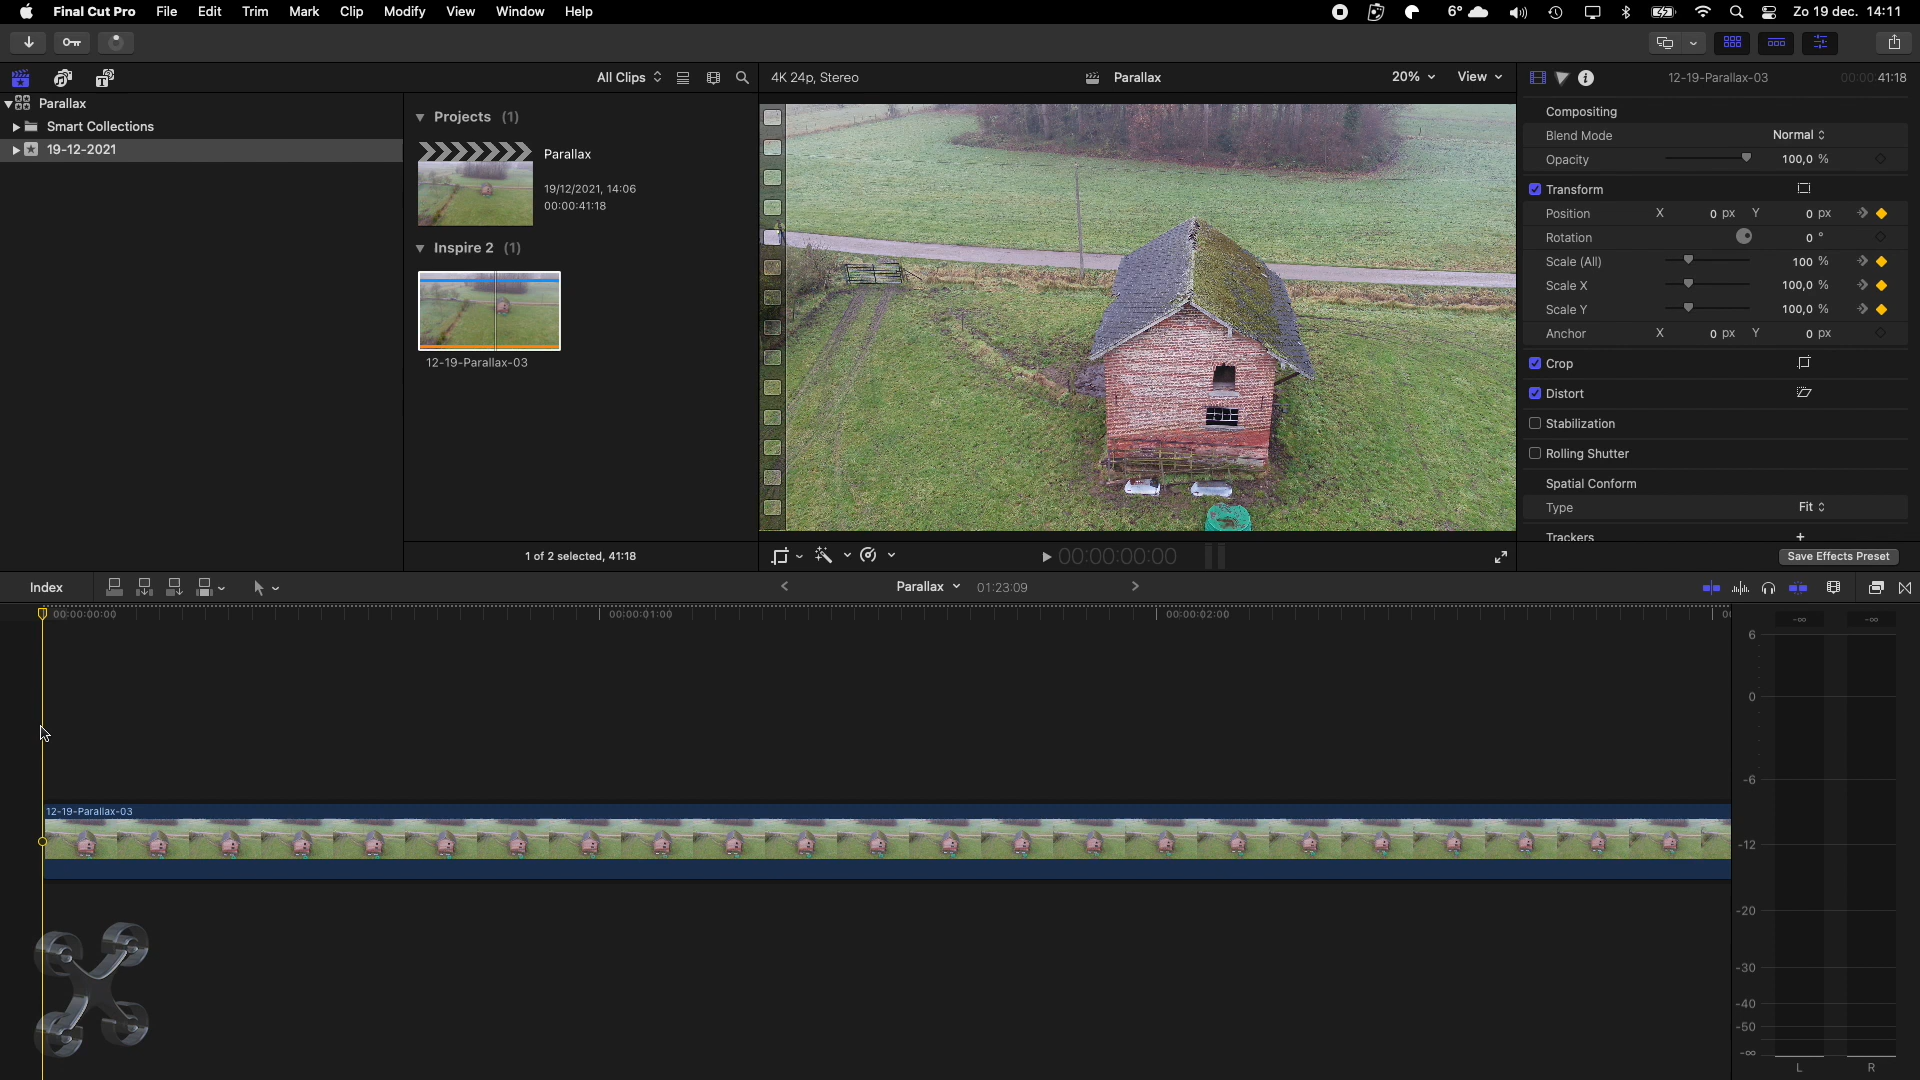 Final Cut Pro File Edit Trim Mark Clip Modify View Window Help 6° Zo 19 dec. 14:11
All Clips 4K 24p, Stereo Parallax 20% View 12-19-Parallax-03 00:00:41:18
Parallax
Smart Collections
19-12-2021
Projects (1)
Parallax
19/12/2021, 14:06
00:00:41:18
Inspire 2 (1)
12-19-Parallax-03
1 of 2 selected, 41:18
00:00:00:00
Compositing
Blend Mode Normal
Opacity 100,0 %
Transform
Position X 0 px Y 0 px
Rotation 0 °
Scale (All) 100 %
Scale X 100,0 %
Scale Y 100,0 %
Anchor X 0 px Y 0 px
Crop
Distort
Stabilization
Rolling Shutter
Spatial Conform
Type Fit
Trackers +
Save Effects Preset
Index Parallax 01:23:09
00:00:00:00 00:00:01:00 00:00:02:00
12-19-Parallax-03
-∞ -∞
6
0
-6
-12
-20
-30
-40
-50
-∞
L R